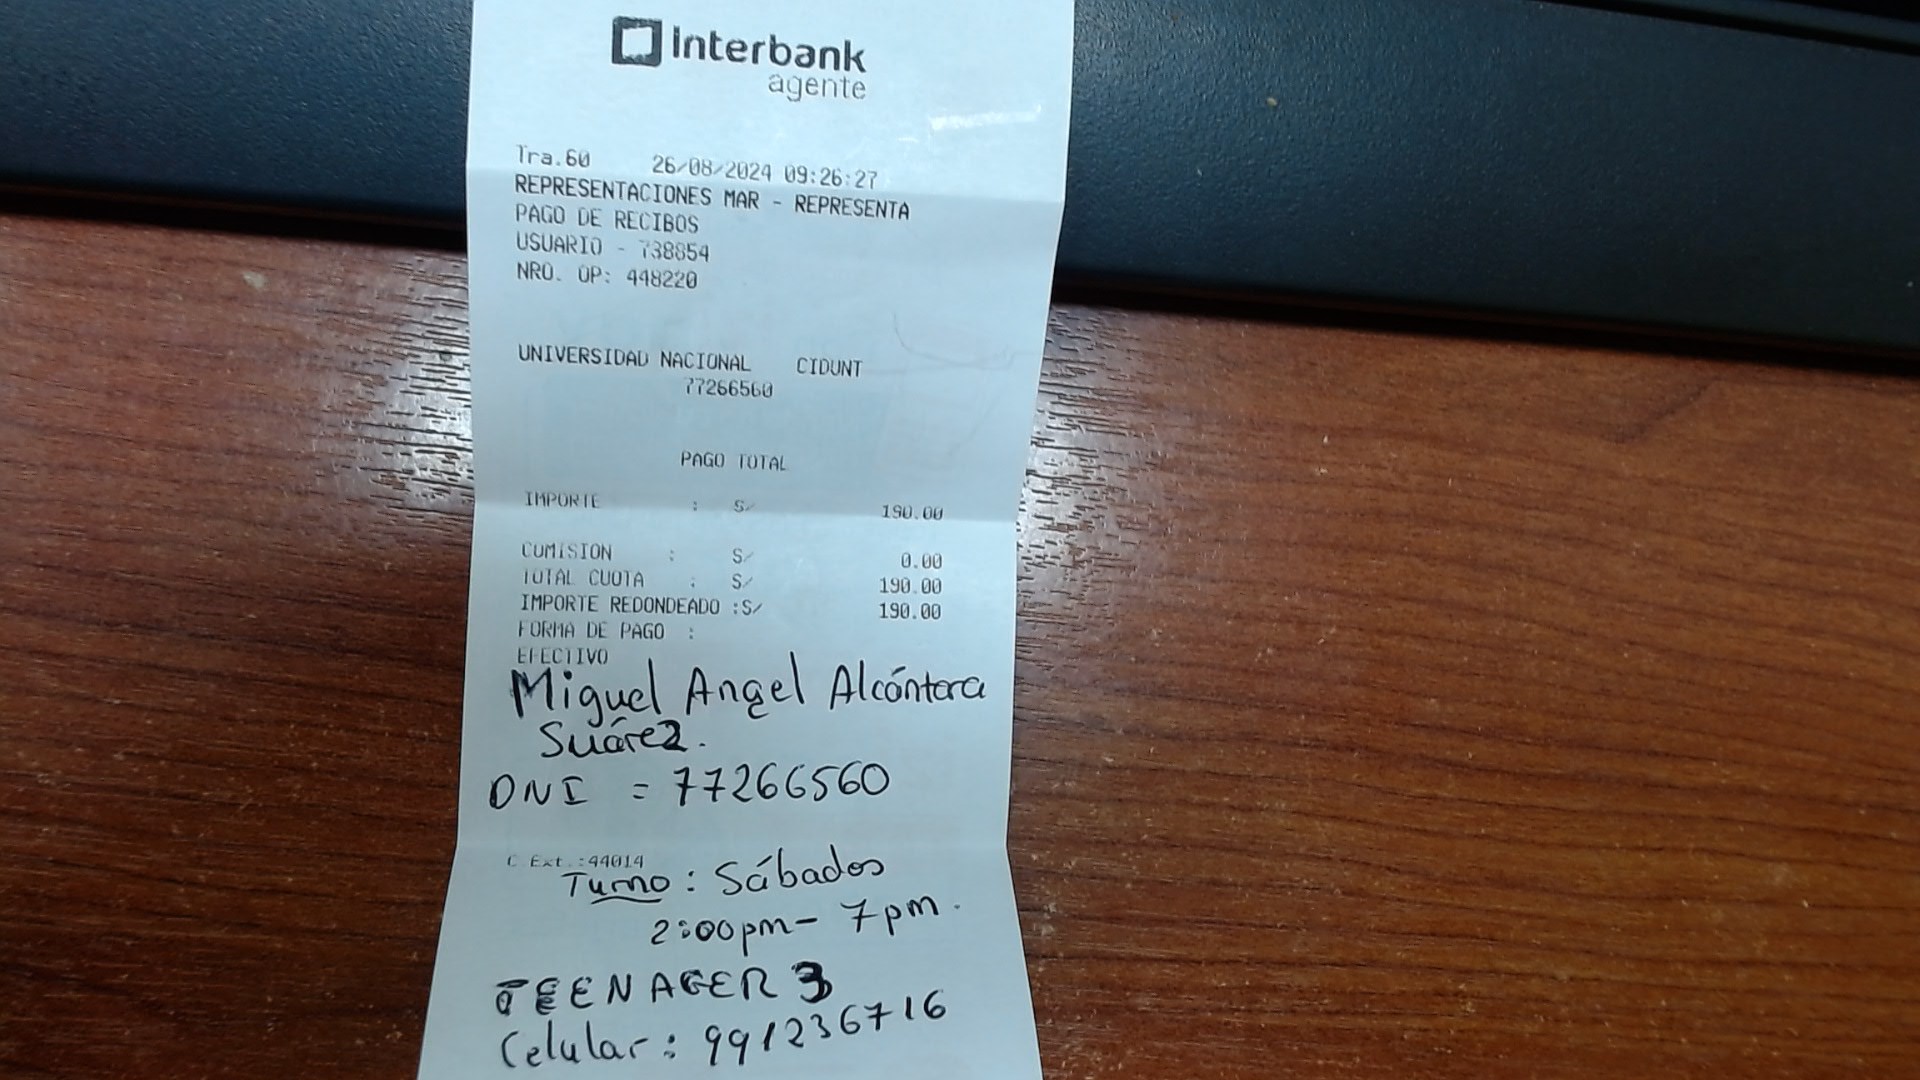 Interbank
agente
Tra.60 26/08/2024 09:26:27
REPRESENTACIONES MAR - REPRESENTA
PAGO DE RECIBOS
USUARIO - 738854
NRO. OP: 448220
UNIVERSIDAD NACIONAL CIDUNT
77266560
PAGO TOTAL
IMPORTE : S/ 190.00
COMISION : S/ 0.00
TOTAL CUOTA : S/ 190.00
IMPORTE REDONDEADO :S/ 190.00
FORMA DE PAGO :
EFECTIVO
Miguel Angel Alcántara
Suárez.
DNI = 77266560
C.Ext.:44014
Turno : Sábados
2:00pm - 7pm.
TEENAGER 3
Celular : 991236716